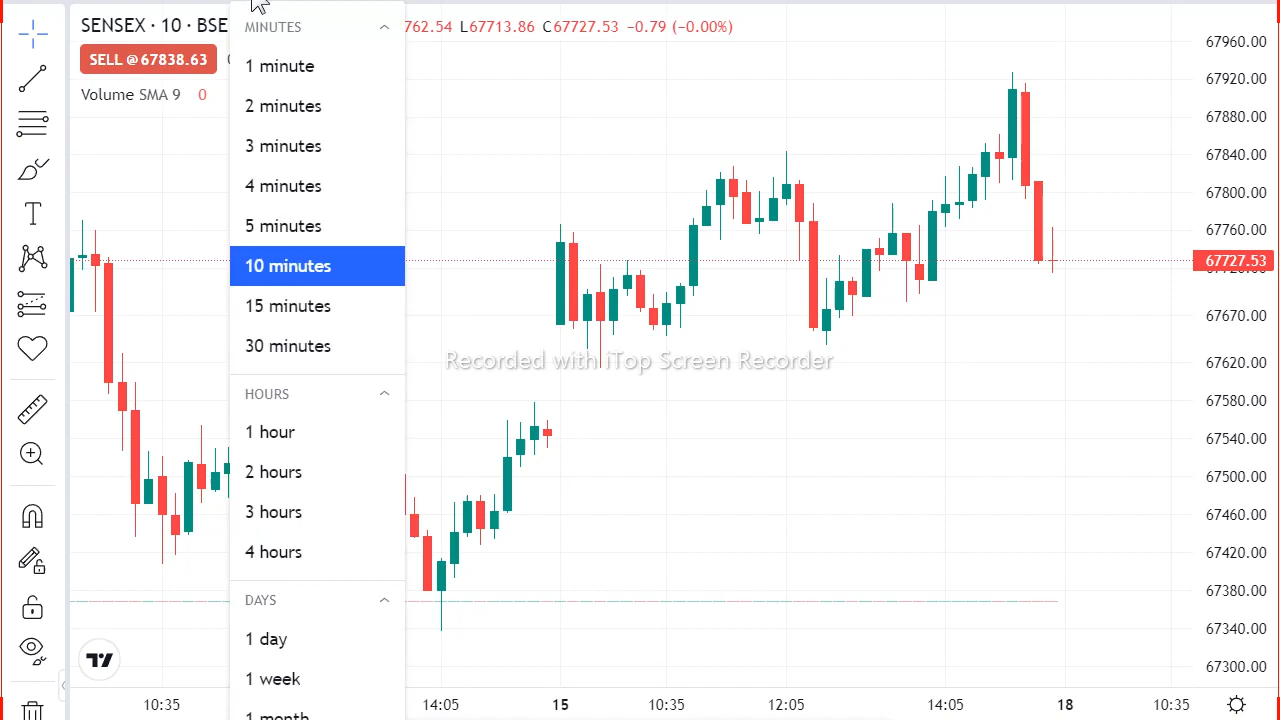 SENSEX · 10 · BSE
762.54 L67713.86 C67727.53 −0.79 (−0.00%)
SELL @ 67838.63
Volume SMA 9 0
MINUTES
1 minute
2 minutes
3 minutes
4 minutes
5 minutes
10 minutes
15 minutes
30 minutes
HOURS
1 hour
2 hours
3 hours
4 hours
DAYS
1 day
1 week
1 month
Recorded with iTop Screen Recorder
67960.00
67920.00
67880.00
67840.00
67800.00
67760.00
67727.53
67720.00
67670.00
67620.00
67580.00
67540.00
67500.00
67460.00
67420.00
67380.00
67340.00
67300.00
10:35
14:05
15
10:35
12:05
14:05
18
10:35